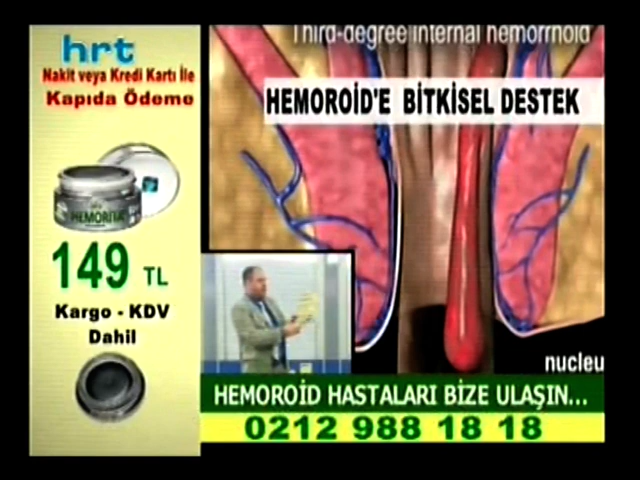 hrt
Nakit veya Kredi Kartı İle
Kapıda Ödeme
HEMORITA
149 TL
Kargo - KDV
Dahil
Third-degree internal hemorrhoid
HEMOROİD'E BİTKİSEL DESTEK
nucleu
HEMOROİD HASTALARI BİZE ULAŞIN...
0212 988 18 18